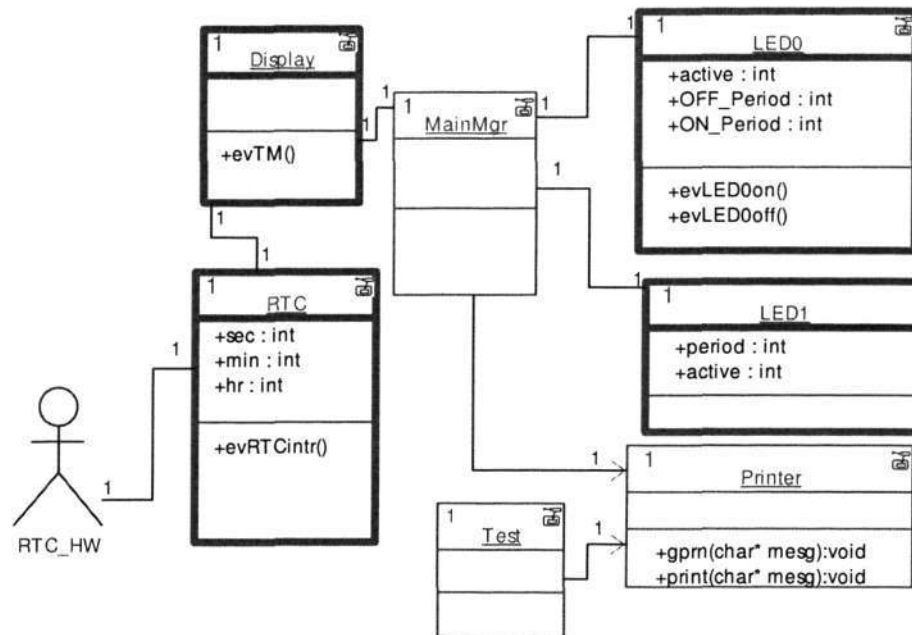 1
Display
+evTM()
1
1
1
MainMgr
1
1
1
1
LED0
+active : int
+OFF_Period : int
+ON_Period : int
+evLED0on()
+evLED0off()
1
1
LED1
+period : int
+active : int
1
1
1
RTC
+sec : int
+min : int
+hr : int
+evRTCintr()
1
1
RTC_HW
1
1
Printer
+gprn(char* mesg):void
+print(char* mesg):void
1
Test
1